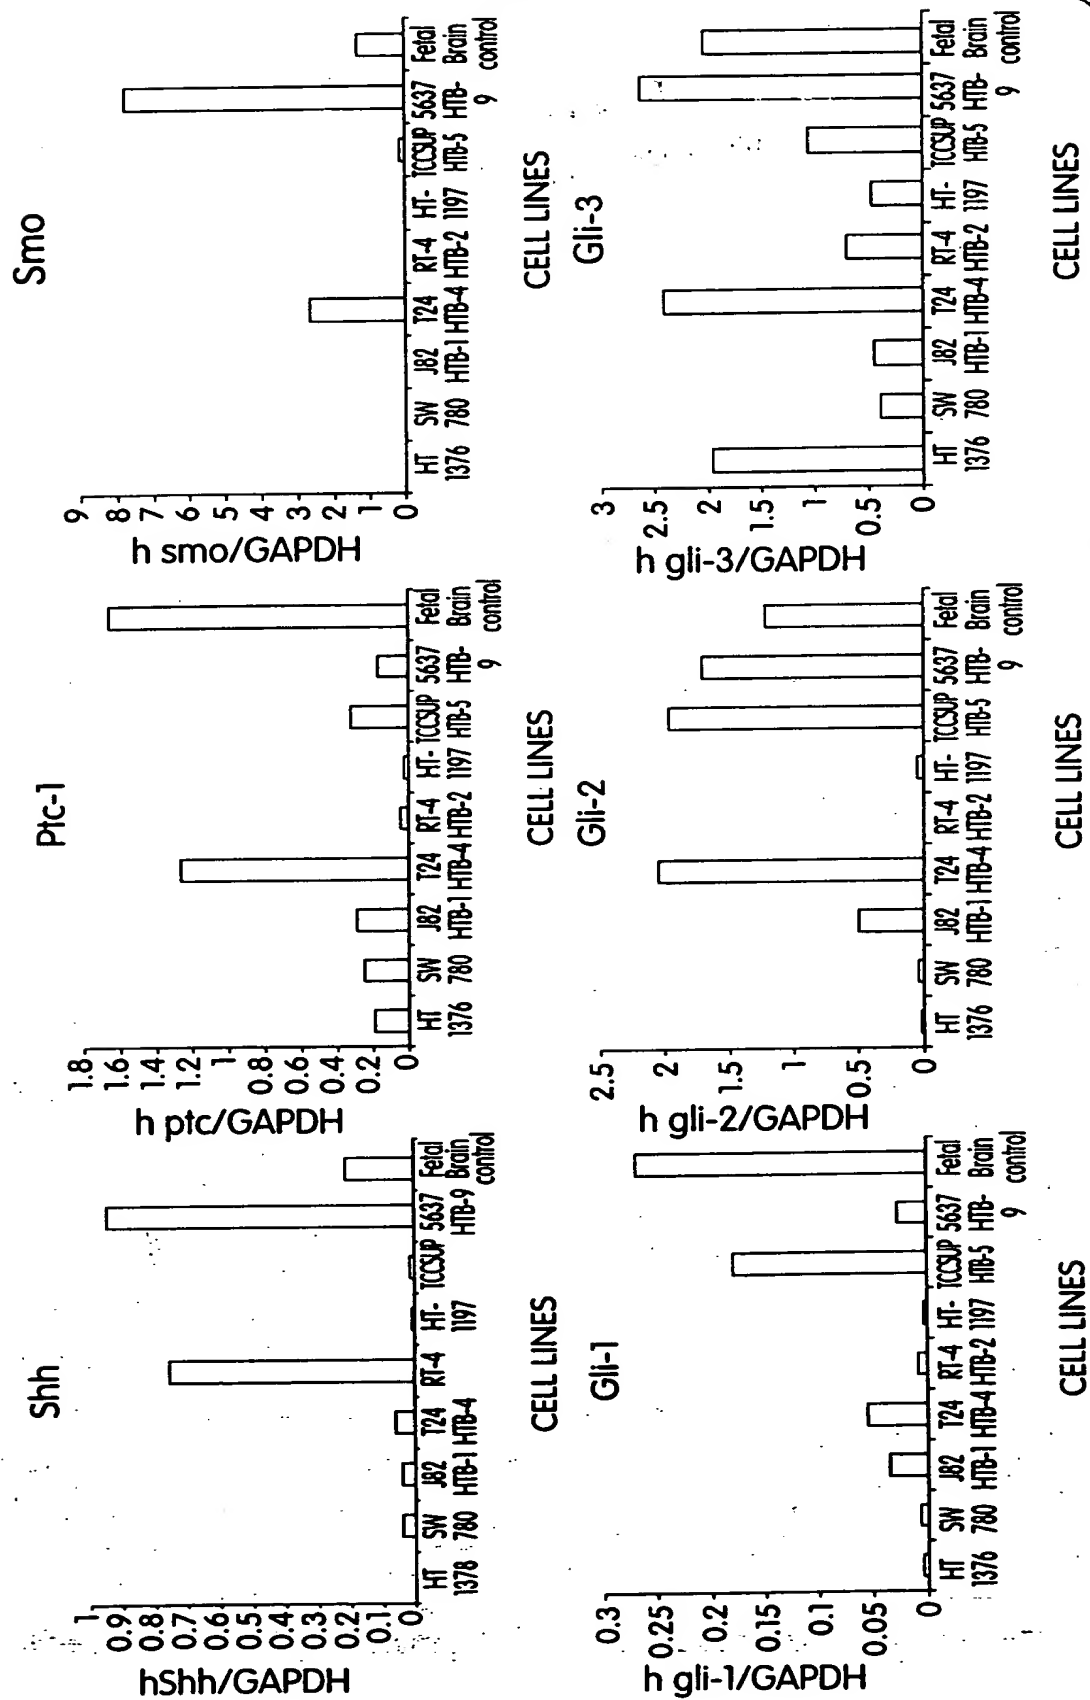 Shh
hShh/GAPDH
1
0.9
0.8
0.7
0.6
0.5
0.4
0.3
0.2
0.1
0
HT SW J82 T24 RT-4 HT- TCCSUP 5637 Fetal
1378 780 HTB-1 HTB-4 1197 HTB-9 Brain
control
CELL LINES
Ptc-1
h ptc/GAPDH
1.8
1.6
1.4
1.2
1
0.8
0.6
0.4
0.2
0
HT SW J82 T24 RT-4 HT- TCCSUP 5637 Fetal
1376 780 HTB-1 HTB-4 HTB-2 1197 HTB-5 HTB- Brain
9 control
CELL LINES
Smo
h smo/GAPDH
9
8
7
6
5
4
3
2
1
0
HT SW J82 T24 RT-4 HT- TCCSUP 5637 Fetal
1376 780 HTB-1 HTB-4 HTB-2 1197 HTB-5 HTB- Brain
9 control
CELL LINES
Gli-1
h gli-1/GAPDH
0.3
0.25
0.2
0.15
0.1
0.05
0
HT SW J82 T24 RT-4 HT- TCCSUP 5637 Fetal
1376 780 HTB-1 HTB-4 HTB-2 1197 HTB-5 HTB- Brain
9 control
CELL LINES
Gli-2
h gli-2/GAPDH
2.5
2
1.5
1
0.5
0
HT SW J82 T24 RT-4 HT- TCCSUP 5637 Fetal
1376 780 HTB-1 HTB-4 HTB-2 1197 HTB-5 HTB- Brain
9 control
CELL LINES
Gli-3
h gli-3/GAPDH
3
2.5
2
1.5
1
0.5
0
HT SW J82 T24 RT-4 HT- TCCSUP 5637 Fetal
1376 780 HTB-1 HTB-4 HTB-2 1197 HTB-5 HTB- Brain
9 control
CELL LINES